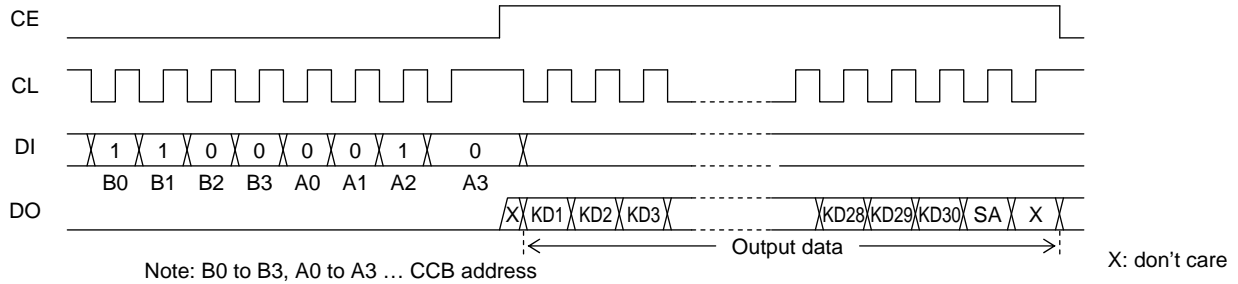 CE
CL
DI 1 1 0 0 0 0 1 0
B0 B1 B2 B3 A0 A1 A2 A3
DO X KD1 KD2 KD3 KD28 KD29 KD30 SA X
Output data
X: don't care
Note: B0 to B3, A0 to A3 … CCB address